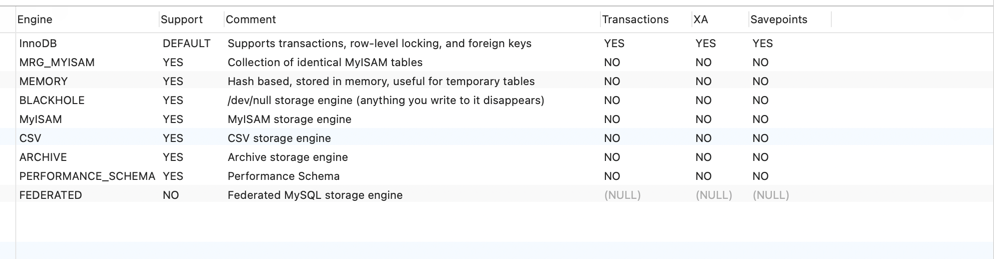 Engine Support Comment Transactions XA Savepoints
InnoDB DEFAULT Supports transactions, row-level locking, and foreign keys YES YES YES
MRG_MYISAM YES Collection of identical MyISAM tables NO NO NO
MEMORY YES Hash based, stored in memory, useful for temporary tables NO NO NO
BLACKHOLE YES /dev/null storage engine (anything you write to it disappears) NO NO NO
MyISAM YES MyISAM storage engine NO NO NO
CSV YES CSV storage engine NO NO NO
ARCHIVE YES Archive storage engine NO NO NO
PERFORMANCE_SCHEMA YES Performance Schema NO NO NO
FEDERATED NO Federated MySQL storage engine (NULL) (NULL) (NULL)